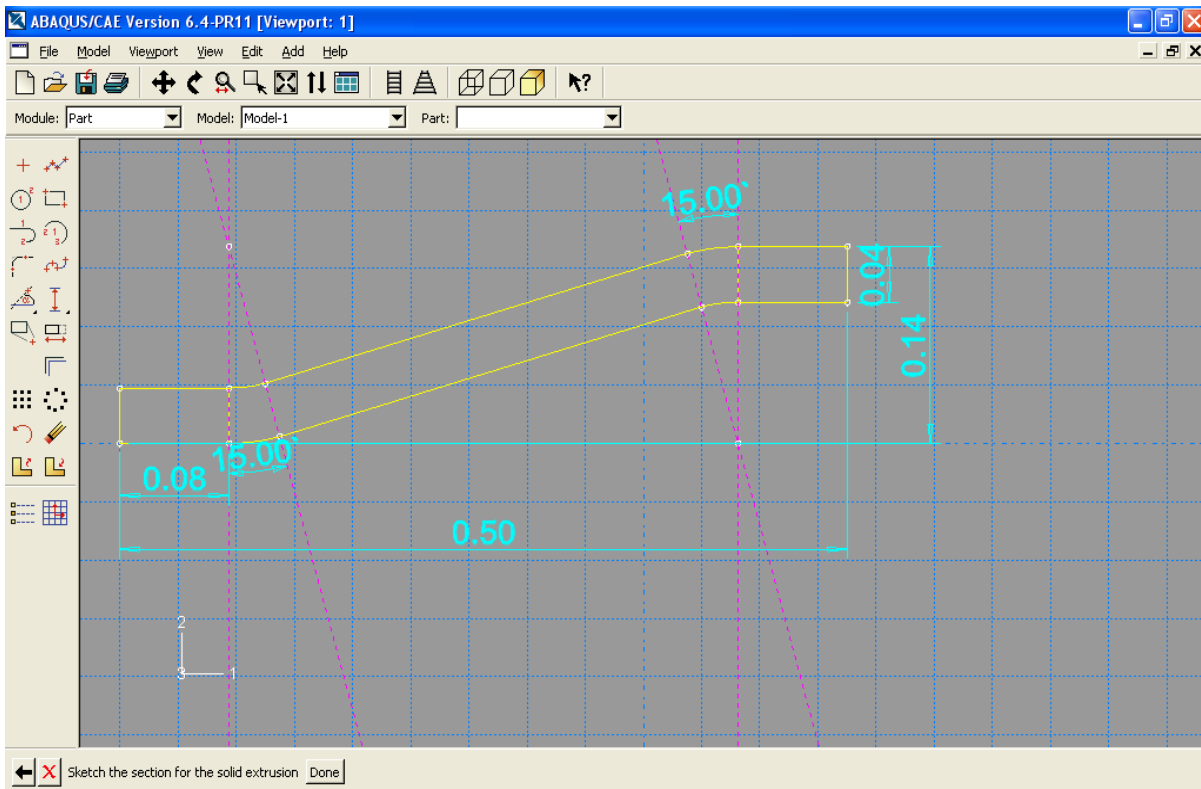 ABAQUS/CAE Version 6.4-PR11 [Viewport: 1]
File Model Viewport View Edit Add Help
Module: Part Model: Model-1 Part:
15.00`
0.04
0.14
15.00`
0.08
0.50
2
3 1
Sketch the section for the solid extrusion Done